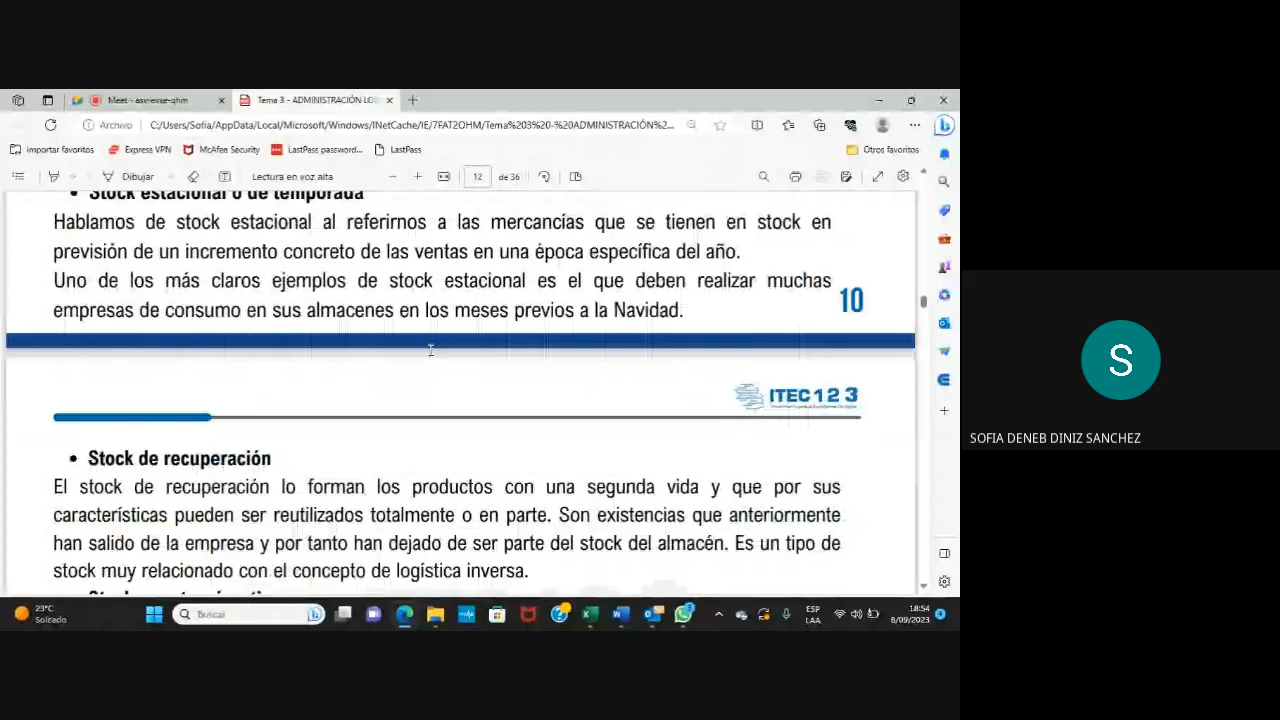 Meet - asv-evxe-qhm
Tema 3 - ADMINISTRACIÓN LO
Archivo
C:/Users/Sofia/AppData/Local/Microsoft/Windows/INetCache/IE/7FAT2OHM/Tema%203%20-%20ADMINISTRACIÓN%2...
Importar favoritos
Express VPN
McAfee Security
LastPass password...
LastPass
Otros favoritos
Dibujar
Lectura en voz alta
12
de 36
• Stock estacional o de temporada
Hablamos de stock estacional al referirnos a las mercancías que se tienen en stock en
previsión de un incremento concreto de las ventas en una época específica del año.
Uno de los más claros ejemplos de stock estacional es el que deben realizar muchas
empresas de consumo en sus almacenes en los meses previos a la Navidad.
10
ITEC 1 2 3
• Stock de recuperación
El stock de recuperación lo forman los productos con una segunda vida y que por sus
características pueden ser reutilizados totalmente o en parte. Son existencias que anteriormente
han salido de la empresa y por tanto han dejado de ser parte del stock del almacén. Es un tipo de
stock muy relacionado con el concepto de logística inversa.
S
SOFIA DENEB DINIZ SANCHEZ
23°C
Soleado
Buscar
ESP
LAA
18:54
8/09/2023